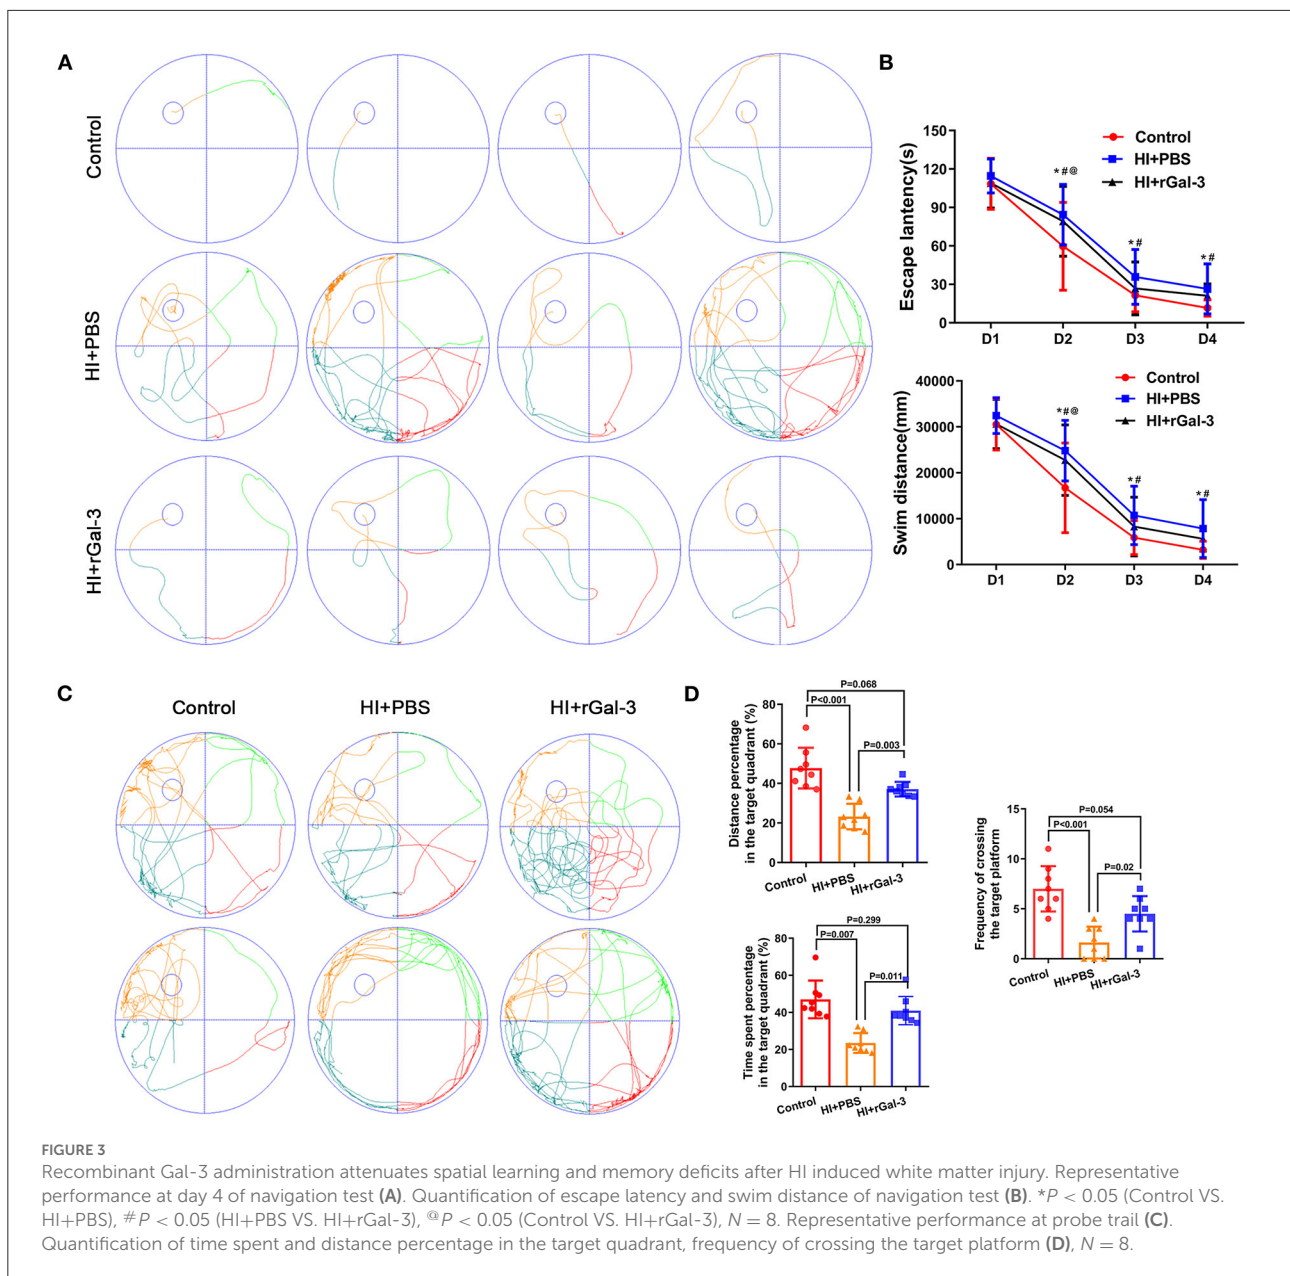 A
Control
HI+PBS
HI+rGal-3
B
Escape lantency(s)
150
120
90
60
30
0
Control
HI+PBS
HI+rGal-3
*#@
*#
*#
D1 D2 D3 D4
Swim distance(mm)
40000
30000
20000
10000
0
Control
HI+PBS
HI+rGal-3
*#@
*#
*#
D1 D2 D3 D4
C
Control HI+PBS HI+rGal-3
D
Distance percentage
in the target quadrant (%)
80
60
40
20
0
P=0.068
P<0.001
P=0.003
Control HI+PBS HI+rGal-3
Time spent percentage
in the target quadrant (%)
80
60
40
20
0
P=0.299
P=0.007
P=0.011
Control HI+PBS HI+rGal-3
Frequency of crossing
the target platform
15
10
5
0
P=0.054
P<0.001
P=0.02
Control HI+PBS HI+rGal-3
FIGURE 3
Recombinant Gal-3 administration attenuates spatial learning and memory deficits after HI induced white matter injury. Representative
performance at day 4 of navigation test (A). Quantification of escape latency and swim distance of navigation test (B). *P < 0.05 (Control VS.
HI+PBS), #P < 0.05 (HI+PBS VS. HI+rGal-3), @P < 0.05 (Control VS. HI+rGal-3), N = 8. Representative performance at probe trail (C).
Quantification of time spent and distance percentage in the target quadrant, frequency of crossing the target platform (D), N = 8.